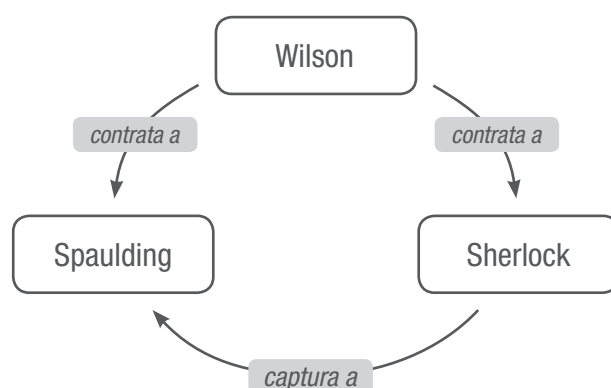 Wilson
contrata a
contrata a
Spaulding
Sherlock
captura a